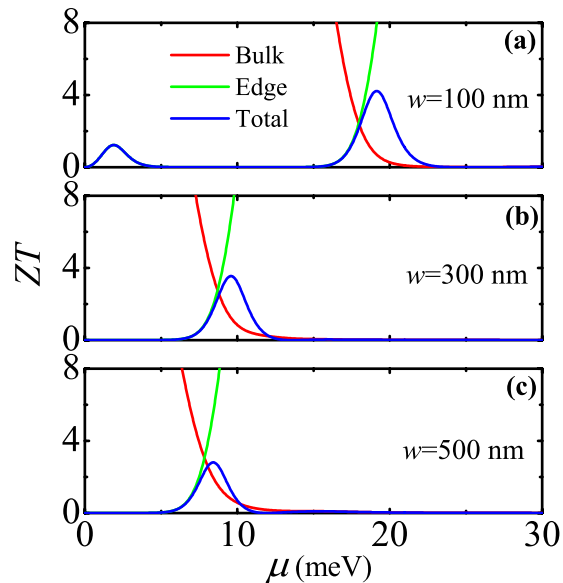 8
(a)
Bulk
Edge
4
Total
w=100 nm
0
8
(b)
ZT
4
w=300 nm
0
8
(c)
4
w=500 nm
0
0 10 20 30
μ (meV)